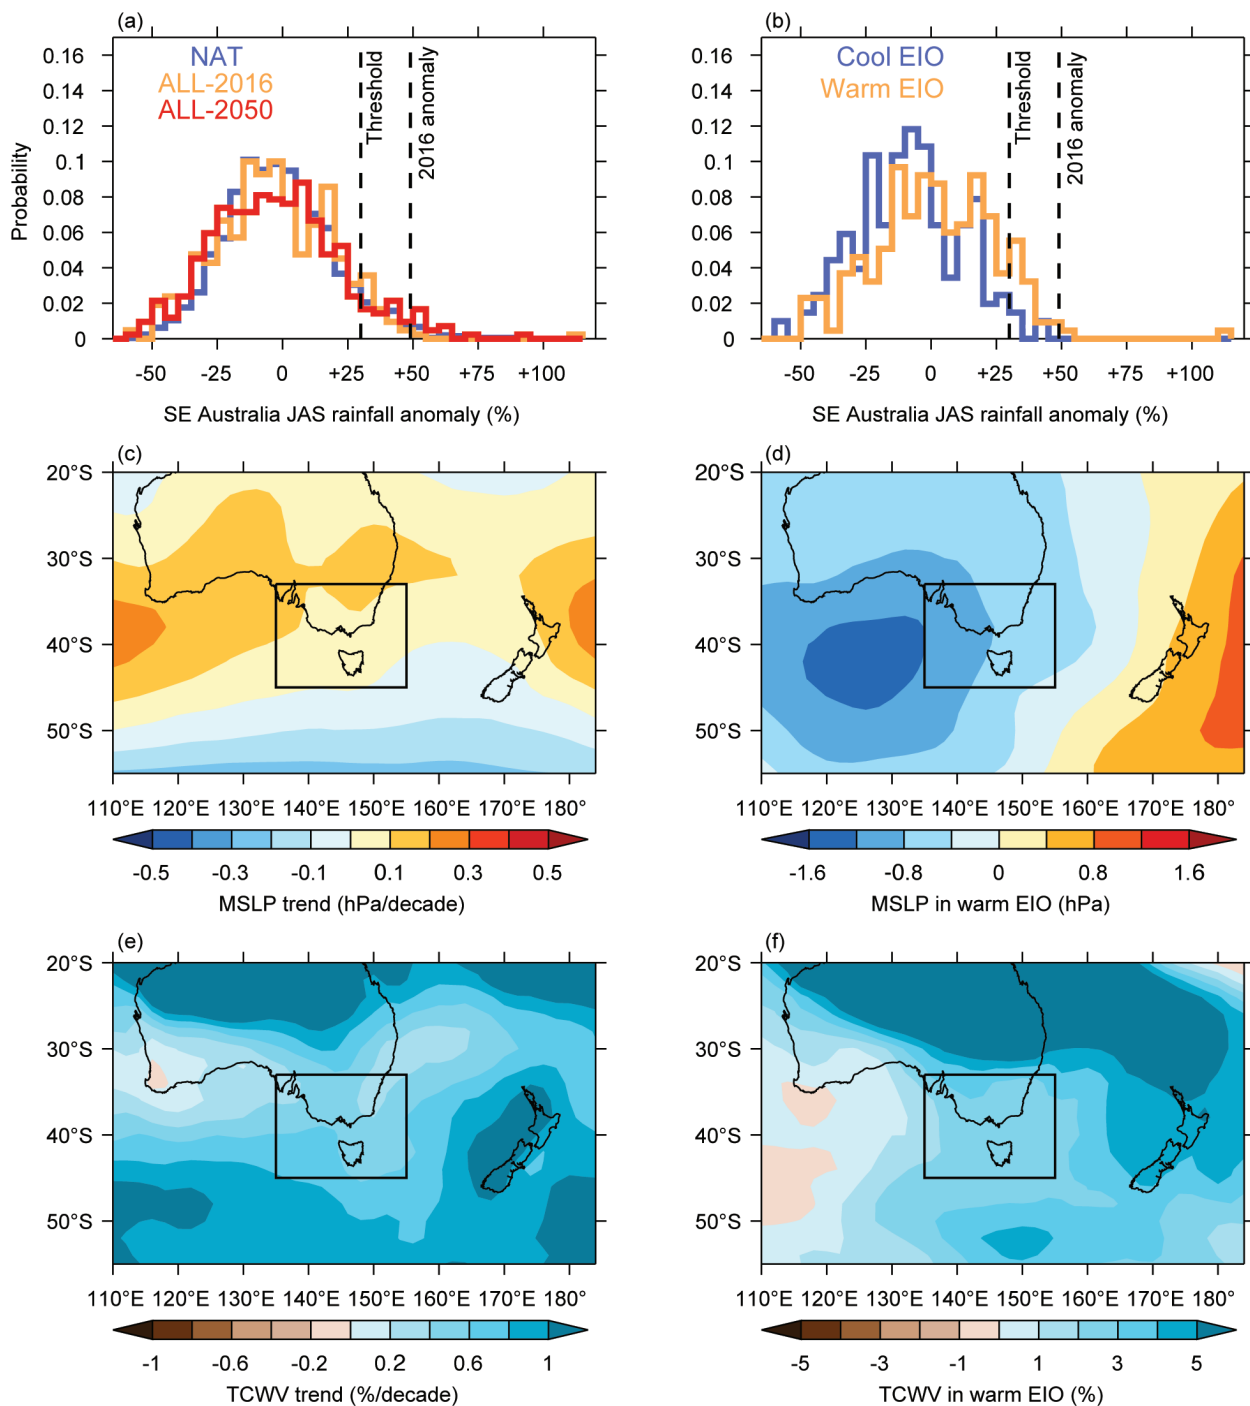 (a)
NAT
ALL-2016
ALL-2050
Threshold
2016 anomaly
Probability
0.16
0.14
0.12
0.1
0.08
0.06
0.04
0.02
0
-50 -25 0 +25 +50 +100
SE Australia JAS rainfall anomaly (%)
(b)
Cool EIO
Warm EIO
Threshold
2016 anomaly
0.16
0.14
0.12
0.1
0.08
0.06
0.04
0.02
0
-50 -25 0 +25 +50 +100
SE Australia JAS rainfall anomaly (%)
(c)
20°S
30°S
40°S
50°S
110°E 120°E 130°E 140°E 150°E 160°E 170°E 180°
-0.5 -0.3 -0.1 0.1 0.3 0.5
MSLP trend (hPa/decade)
(d)
20°S
30°S
40°S
50°S
110°E 120°E 130°E 140°E 150°E 160°E 170°E 180°
-1.6 -0.8 0 0.8 1.6
MSLP in warm EIO (hPa)
(e)
20°S
30°S
40°S
50°S
110°E 120°E 130°E 140°E 150°E 160°E 170°E 180°
-1 -0.6 -0.2 0.2 0.6 1
TCWV trend (%/decade)
(f)
20°S
30°S
40°S
50°S
110°E 120°E 130°E 140°E 150°E 160°E 170°E 180°
-5 -3 -1 1 3 5
TCWV in warm EIO (%)